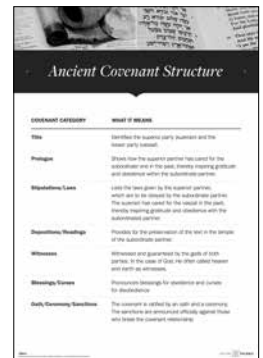 Ancient Covenant Structure
COVENANT CATEGORY WHAT IT MEANS
Title Identifies the superior party (suzerain) and the
lesser party (vassal).
Prologue Shows how the superior partner has cared for the
subordinate one in the past, thereby inspiring gratitude
and obedience within the subordinate partner.
Stipulations/Laws Lists the laws given by the superior partner,
which are to be obeyed by the subordinate partner.
The suzerain has cared for the vassal in the past,
thereby inspiring gratitude and obedience with the
subordinated partner.
Depositions/Readings Provides for the preservation of the text in the temple
of the subordinate partner.
Witnesses Witnessed and guaranteed by the gods of both
parties. In the case of God, He often called heaven
and earth as witnesses.
Blessings/Curses Pronounces blessings for obedience and curses
for disobedience.
Oath/Ceremony/Sanctions The covenant is ratified by an oath and a ceremony.
The sanctions are announced officially against those
who break the covenant relationship.